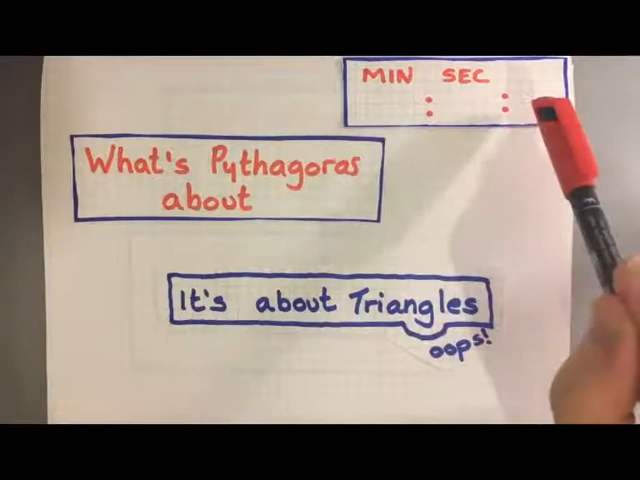 MIN SEC
: :
What's Pythagoras
about
It's about Triangles
oops!